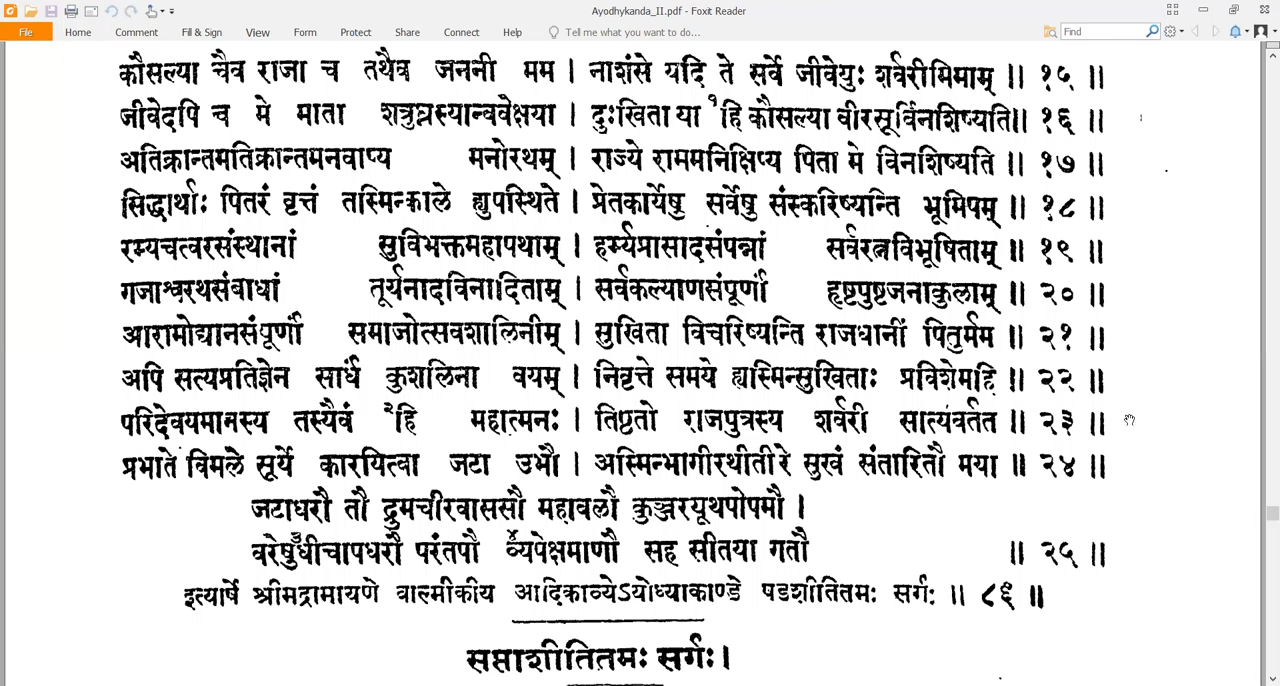 Ayodhykanda_II.pdf - Foxit Reader
File Home Comment Fill & Sign View Form Protect Share Connect Help Tell me what you want to do... Find
कौसल्या चैव राजा च तथैव जननी मम । नाशंसे यदि ते सर्वे जीवेयुः शर्वरीमिमाम् ॥ १५ ॥
जीवेदपि च मे माता शत्रुघ्नस्यान्ववेक्षया । दुःखिता या १हि कौसल्या वीरसूर्विनशिष्यति ॥ १६ ॥
अतिक्रान्तमतिक्रान्तमनवाप्य मनोरथम् । राज्ये राममनिक्षिप्य पिता मे विनशिष्यति ॥ १७ ॥
सिद्धार्थाः पितरं वृत्तं तस्मिन्काले ह्युपस्थिते । प्रेतकार्येषु सर्वेषु संस्करिष्यन्ति भूमिपम् ॥ १८ ॥
रम्यचत्वरसंस्थानां सुविभक्तमहापथाम् । हर्म्यप्रासादसंपन्नां सर्वरत्नविभूषिताम् ॥ १९ ॥
गजाश्वरथसंबाधां तूर्यनादविनादिताम् । सर्वकल्याणसंपूर्णां हृष्टपुष्टजनाकुलाम् ॥ २० ॥
आरामोद्यानसंपूर्णां समाजोत्सवशालिनीम् । सुखिता विचरिष्यन्ति राजधानीं पितुर्मम ॥ २१ ॥
अपि सत्यप्रतिज्ञेन सार्धं कुशलिना वयम् । निवृत्ते समये ह्यस्मिन्सुखिताः प्रविशेमहि ॥ २२ ॥
परिदेवयमानस्य तस्यैवं २हि महात्मनः । तिष्ठतो राजपुत्रस्य शर्वरी सात्यवर्तत ॥ २३ ॥
प्रभाते विमले सूर्ये कारयित्वा जटा उभौ । अस्मिन्भागीरथीतीरे सुखं संतारितौ मया ॥ २४ ॥
जटाधरौ तौ द्रुमचीरवाससौ महाबलौ कुञ्जरयूथपोपमौ ।
वरेषुधीचापधरौ परंतपौ व्यपेक्षमाणौ सह सीतया गतौ ॥ २५ ॥
इत्यार्षे श्रीमद्रामायणे वाल्मीकीय आदिकाव्येऽयोध्याकाण्डे षडशीतितमः सर्गः ॥ ८६ ॥
सप्ताशीतितमः सर्गः ।